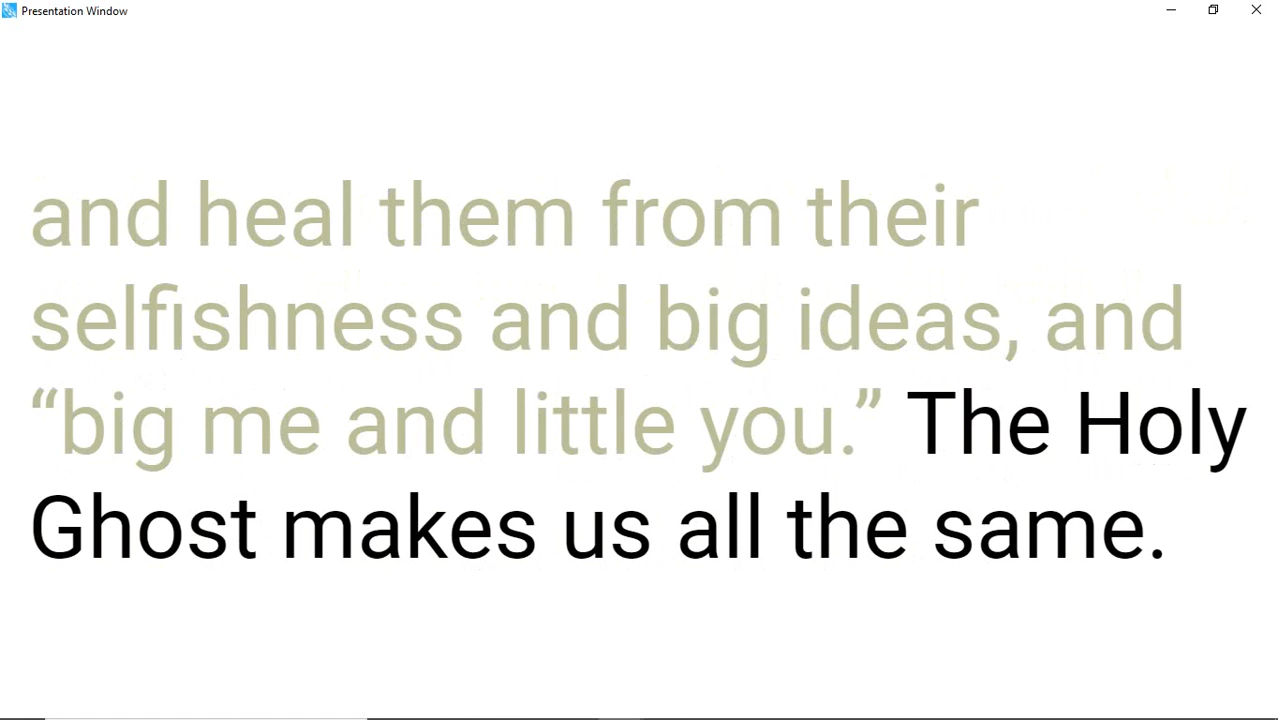 Presentation Window
and heal them from their
selfishness and big ideas, and
“big me and little you.” The Holy
Ghost makes us all the same.